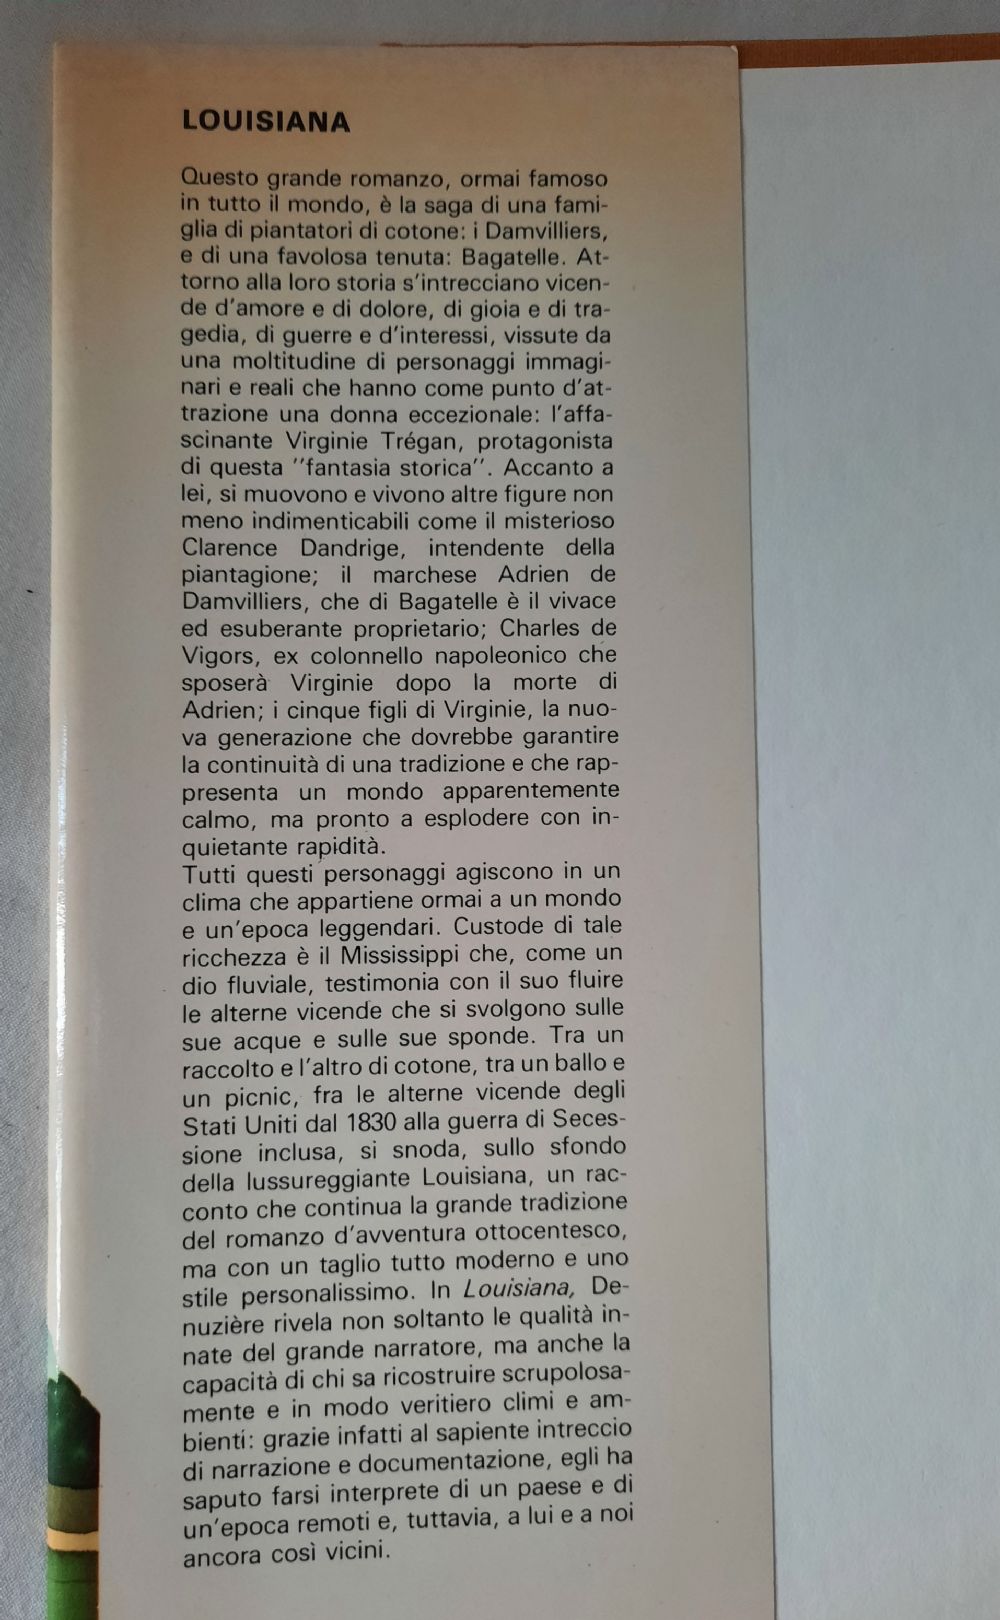 LOUISIANA
Questo grande romanzo, ormai famoso
in tutto il mondo, è la saga di una fami-
glia di piantatori di cotone: i Damvilliers,
e di una favolosa tenuta: Bagatelle. At-
torno alla loro storia s'intrecciano vicen-
de d'amore e di dolore, di gioia e di tra-
gedia, di guerre e d'interessi, vissute da
una moltitudine di personaggi immagi-
nari e reali che hanno come punto d'at-
trazione una donna eccezionale: l'affa-
scinante Virginie Trégan, protagonista
di questa ''fantasia storica''. Accanto a
lei, si muovono e vivono altre figure non
meno indimenticabili come il misterioso
Clarence Dandrige, intendente della
piantagione; il marchese Adrien de
Damvilliers, che di Bagatelle è il vivace
ed esuberante proprietario; Charles de
Vigors, ex colonnello napoleonico che
sposerà Virginie dopo la morte di
Adrien; i cinque figli di Virginie, la nuo-
va generazione che dovrebbe garantire
la continuità di una tradizione e che rap-
presenta un mondo apparentemente
calmo, ma pronto a esplodere con in-
quietante rapidità.
Tutti questi personaggi agiscono in un
clima che appartiene ormai a un mondo
e un'epoca leggendari. Custode di tale
ricchezza è il Mississippi che, come un
dio fluviale, testimonia con il suo fluire
le alterne vicende che si svolgono sulle
sue acque e sulle sue sponde. Tra un
raccolto e l'altro di cotone, tra un ballo e
un picnic, fra le alterne vicende degli
Stati Uniti dal 1830 alla guerra di Seces-
sione inclusa, si snoda, sullo sfondo
della lussureggiante Louisiana, un rac-
conto che continua la grande tradizione
del romanzo d'avventura ottocentesco,
ma con un taglio tutto moderno e uno
stile personalissimo. In Louisiana, De-
nuzière rivela non soltanto le qualità in-
nate del grande narratore, ma anche la
capacità di chi sa ricostruire scrupolosa-
mente e in modo veritiero climi e am-
bienti: grazie infatti al sapiente intreccio
di narrazione e documentazione, egli ha
saputo farsi interprete di un paese e di
un'epoca remoti e, tuttavia, a lui e a noi
ancora così vicini.